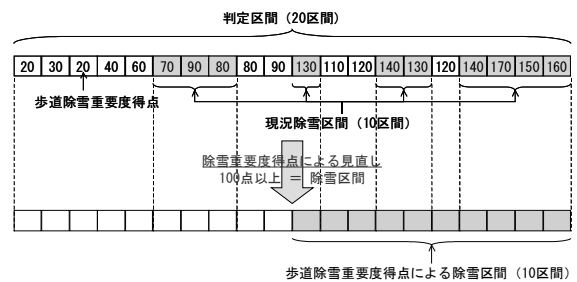 判定区間（20区間）
20 30 20 40 60 70 90 80 80 90 130 110 120 140 130 120 140 170 150 160
歩道除雪重要度得点
現況除雪区間（10区間）
除雪重要度得点による見直し
100点以上 ＝ 除雪区間
歩道除雪重要度得点による除雪区間（10区間）